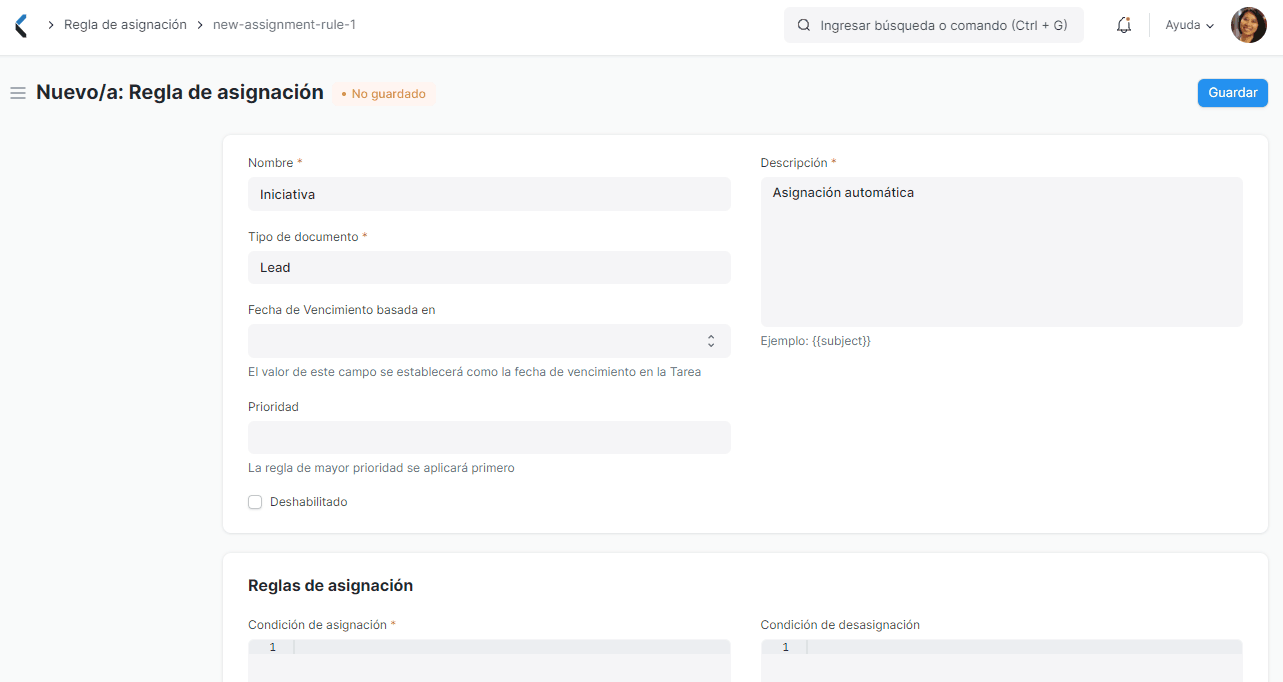 Regla de asignación
new-assignment-rule-1
Ingresar búsqueda o comando (Ctrl + G)
Ayuda
Nuevo/a: Regla de asignación
• No guardado
Guardar
Nombre *
Iniciativa
Tipo de documento *
Lead
Fecha de Vencimiento basada en
El valor de este campo se establecerá como la fecha de vencimiento en la Tarea
Prioridad
La regla de mayor prioridad se aplicará primero
Deshabilitado
Descripción *
Asignación automática
Ejemplo: {{subject}}
Reglas de asignación
Condición de asignación *
1
Condición de desasignación
1